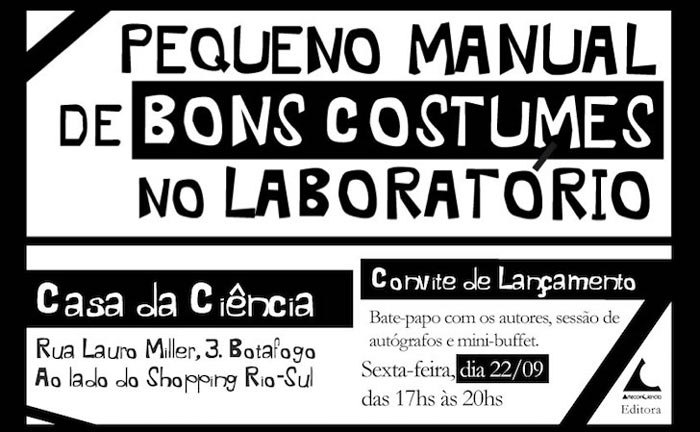 PEQUENO MANUAL
DE BONS COSTUMES
NO LABORATÓRIO
Casa da Ciência
Rua Lauro Miller, 3. Botafogo
Ao lado do Shopping Rio-Sul
Convite de Lançamento
Bate-papo com os autores, sessão de
autógrafos e mini-buffet.
Sexta-feira, dia 22/09
das 17hs às 20hs
Editora